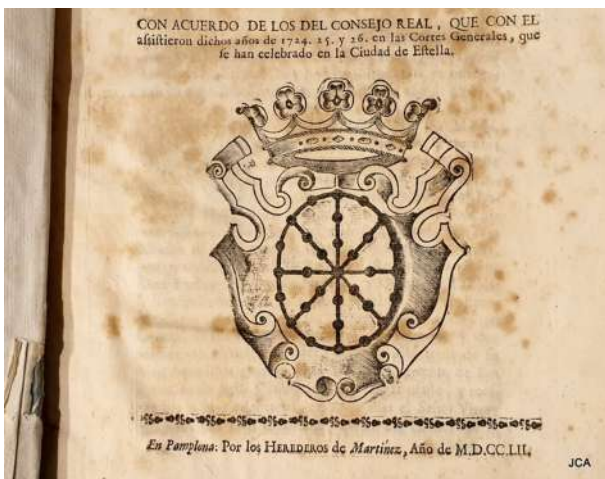 CON ACUERDO DE LOS DEL CONSEJO REAL, QUE CON EL
assistieron dichos años de 1724. 25. y 26. en las Cortes Generales, que
se han celebrado en la Ciudad de Estella.
En Pamplona: Por los HEREDEROS de Martinez, Año de M.D.CC.LII.
JCA